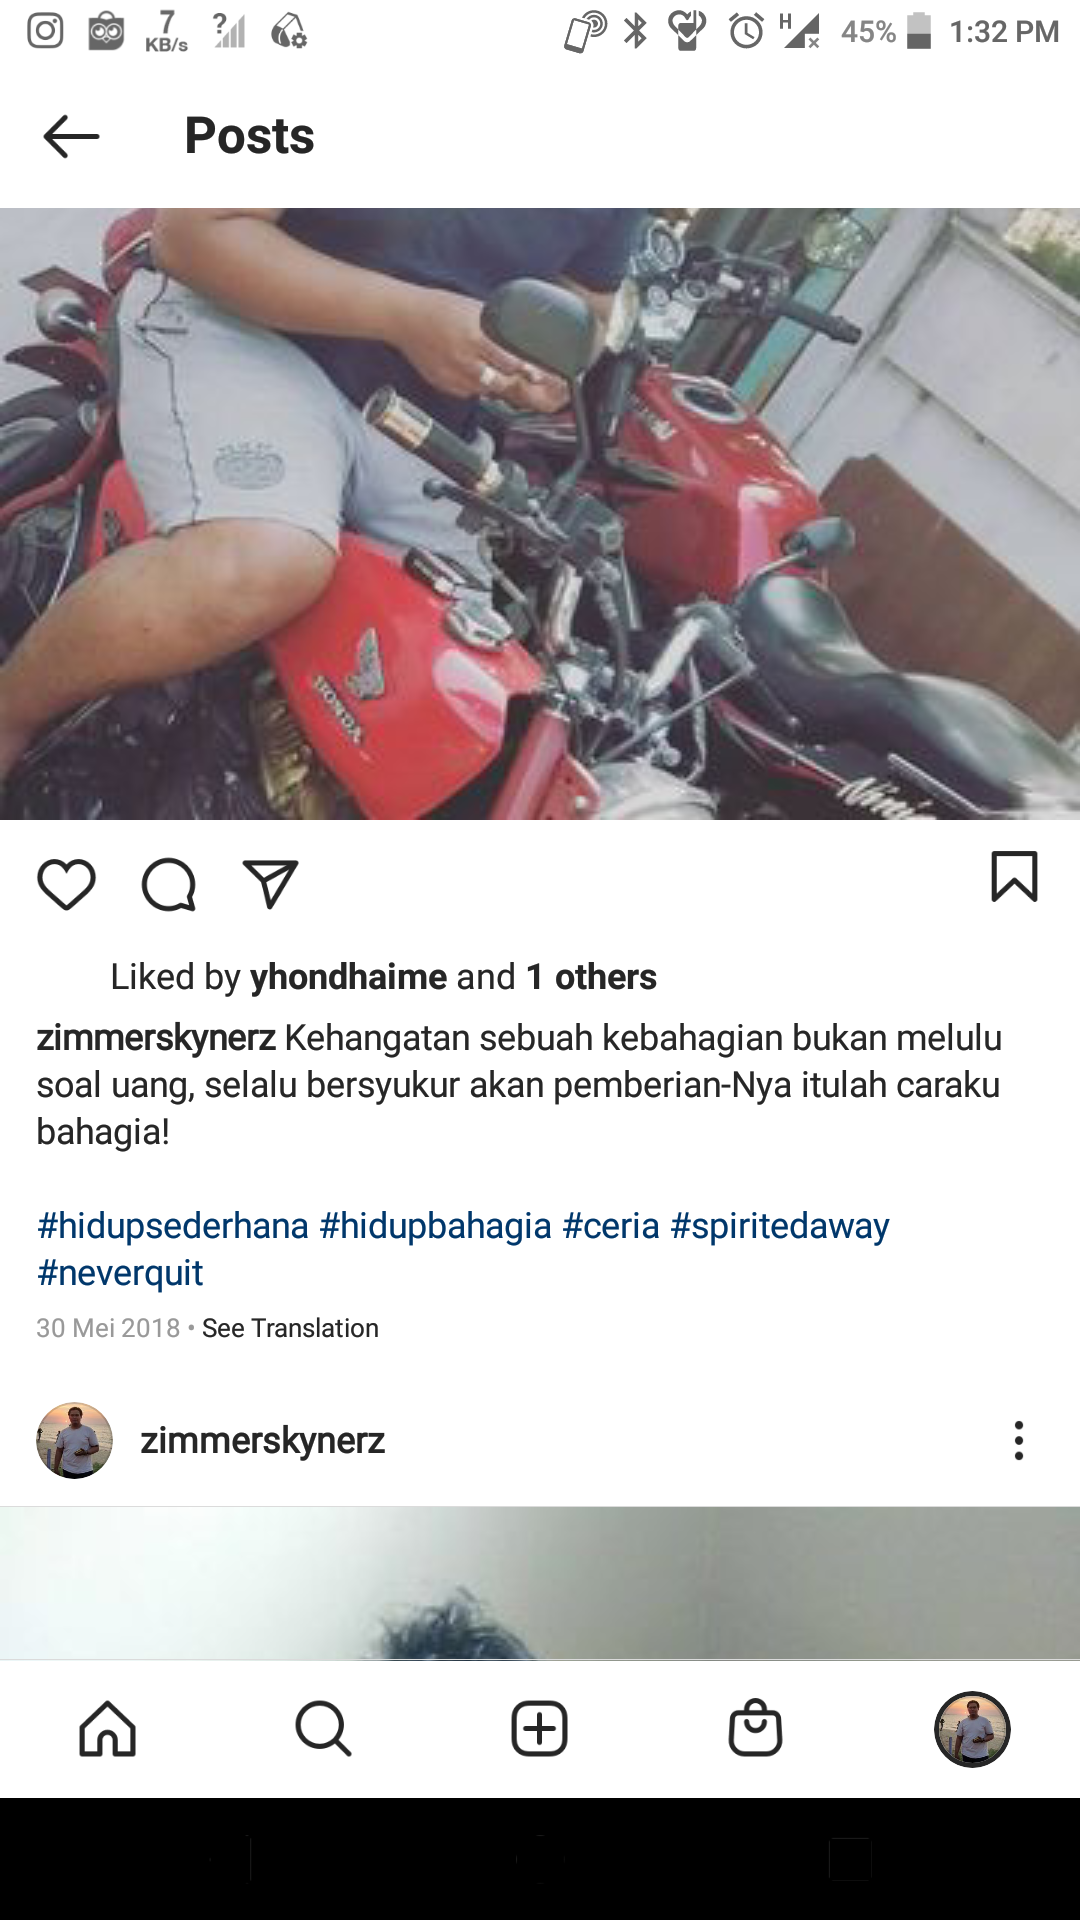 7
KB/s
?
H
45%
1:32 PM
Posts
HONDA
Ninja
Liked by yhondhaime and 1 others
zimmerskynerz Kehangatan sebuah kebahagian bukan melulu
soal uang, selalu bersyukur akan pemberian-Nya itulah caraku
bahagia!
#hidupsederhana #hidupbahagia #ceria #spiritedaway
#neverquit
30 Mei 2018 • See Translation
zimmerskynerz